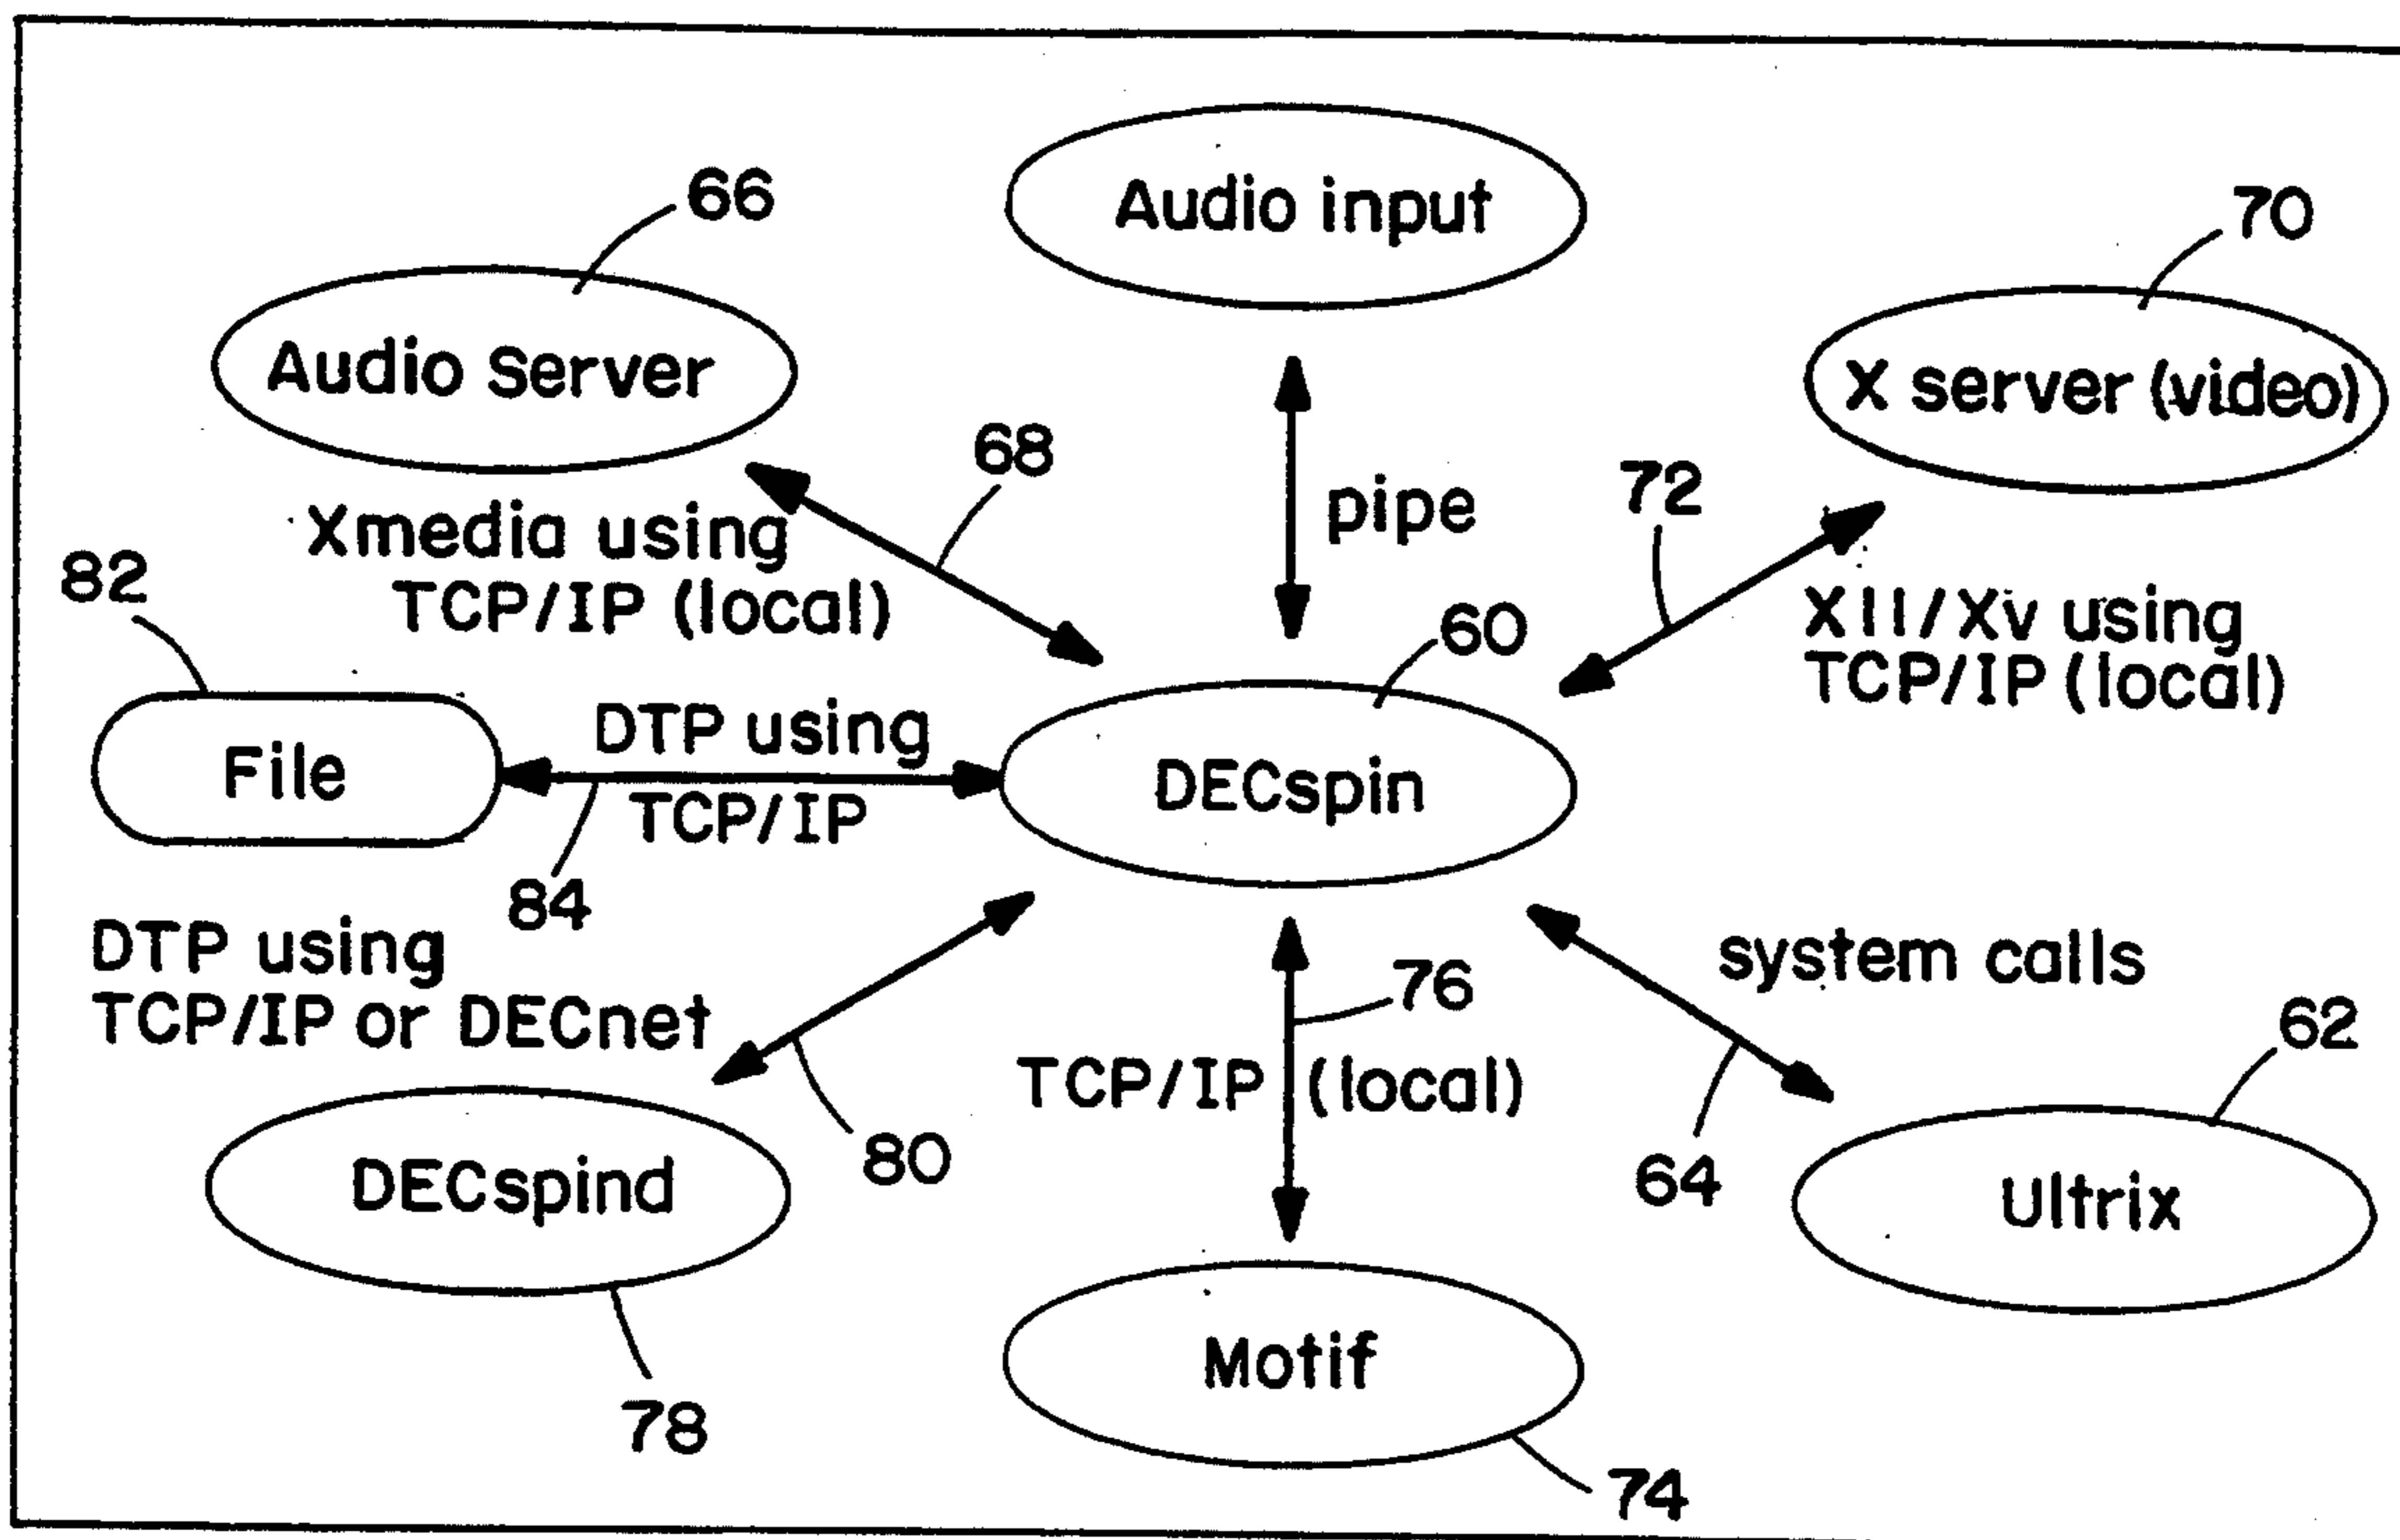 Audio input
66
70
Audio Server
X server (video)
68
72
pipe
Xmedia using
TCP/IP (local)
82
60
X11/Xv using
TCP/IP (local)
DTP using
TCP/IP
File
DECspin
84
DTP using
TCP/IP or DECnet
76
system calls
62
TCP/IP (local)
80
64
DECspind
Ultrix
Motif
78
74